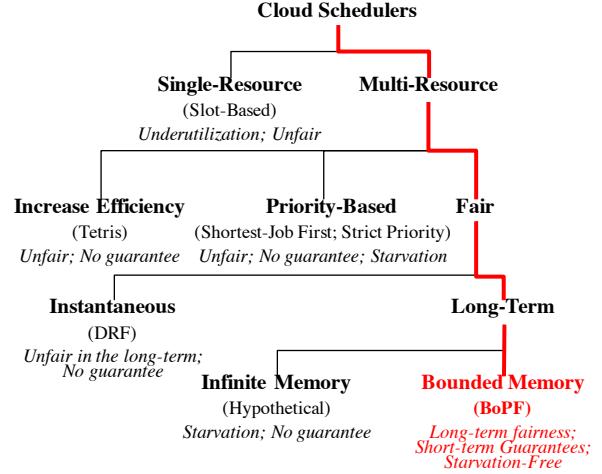 Cloud Schedulers
Single-Resource
(Slot-Based)
Underutilization; Unfair
Multi-Resource
Increase Efficiency
(Tetris)
Unfair; No guarantee
Priority-Based
(Shortest-Job First; Strict Priority)
Unfair; No guarantee; Starvation
Fair
Instantaneous
(DRF)
Unfair in the long-term;
No guarantee
Long-Term
Infinite Memory
(Hypothetical)
Starvation; No guarantee
Bounded Memory
(BoPF)
Long-term fairness;
Short-term Guarantees;
Starvation-Free